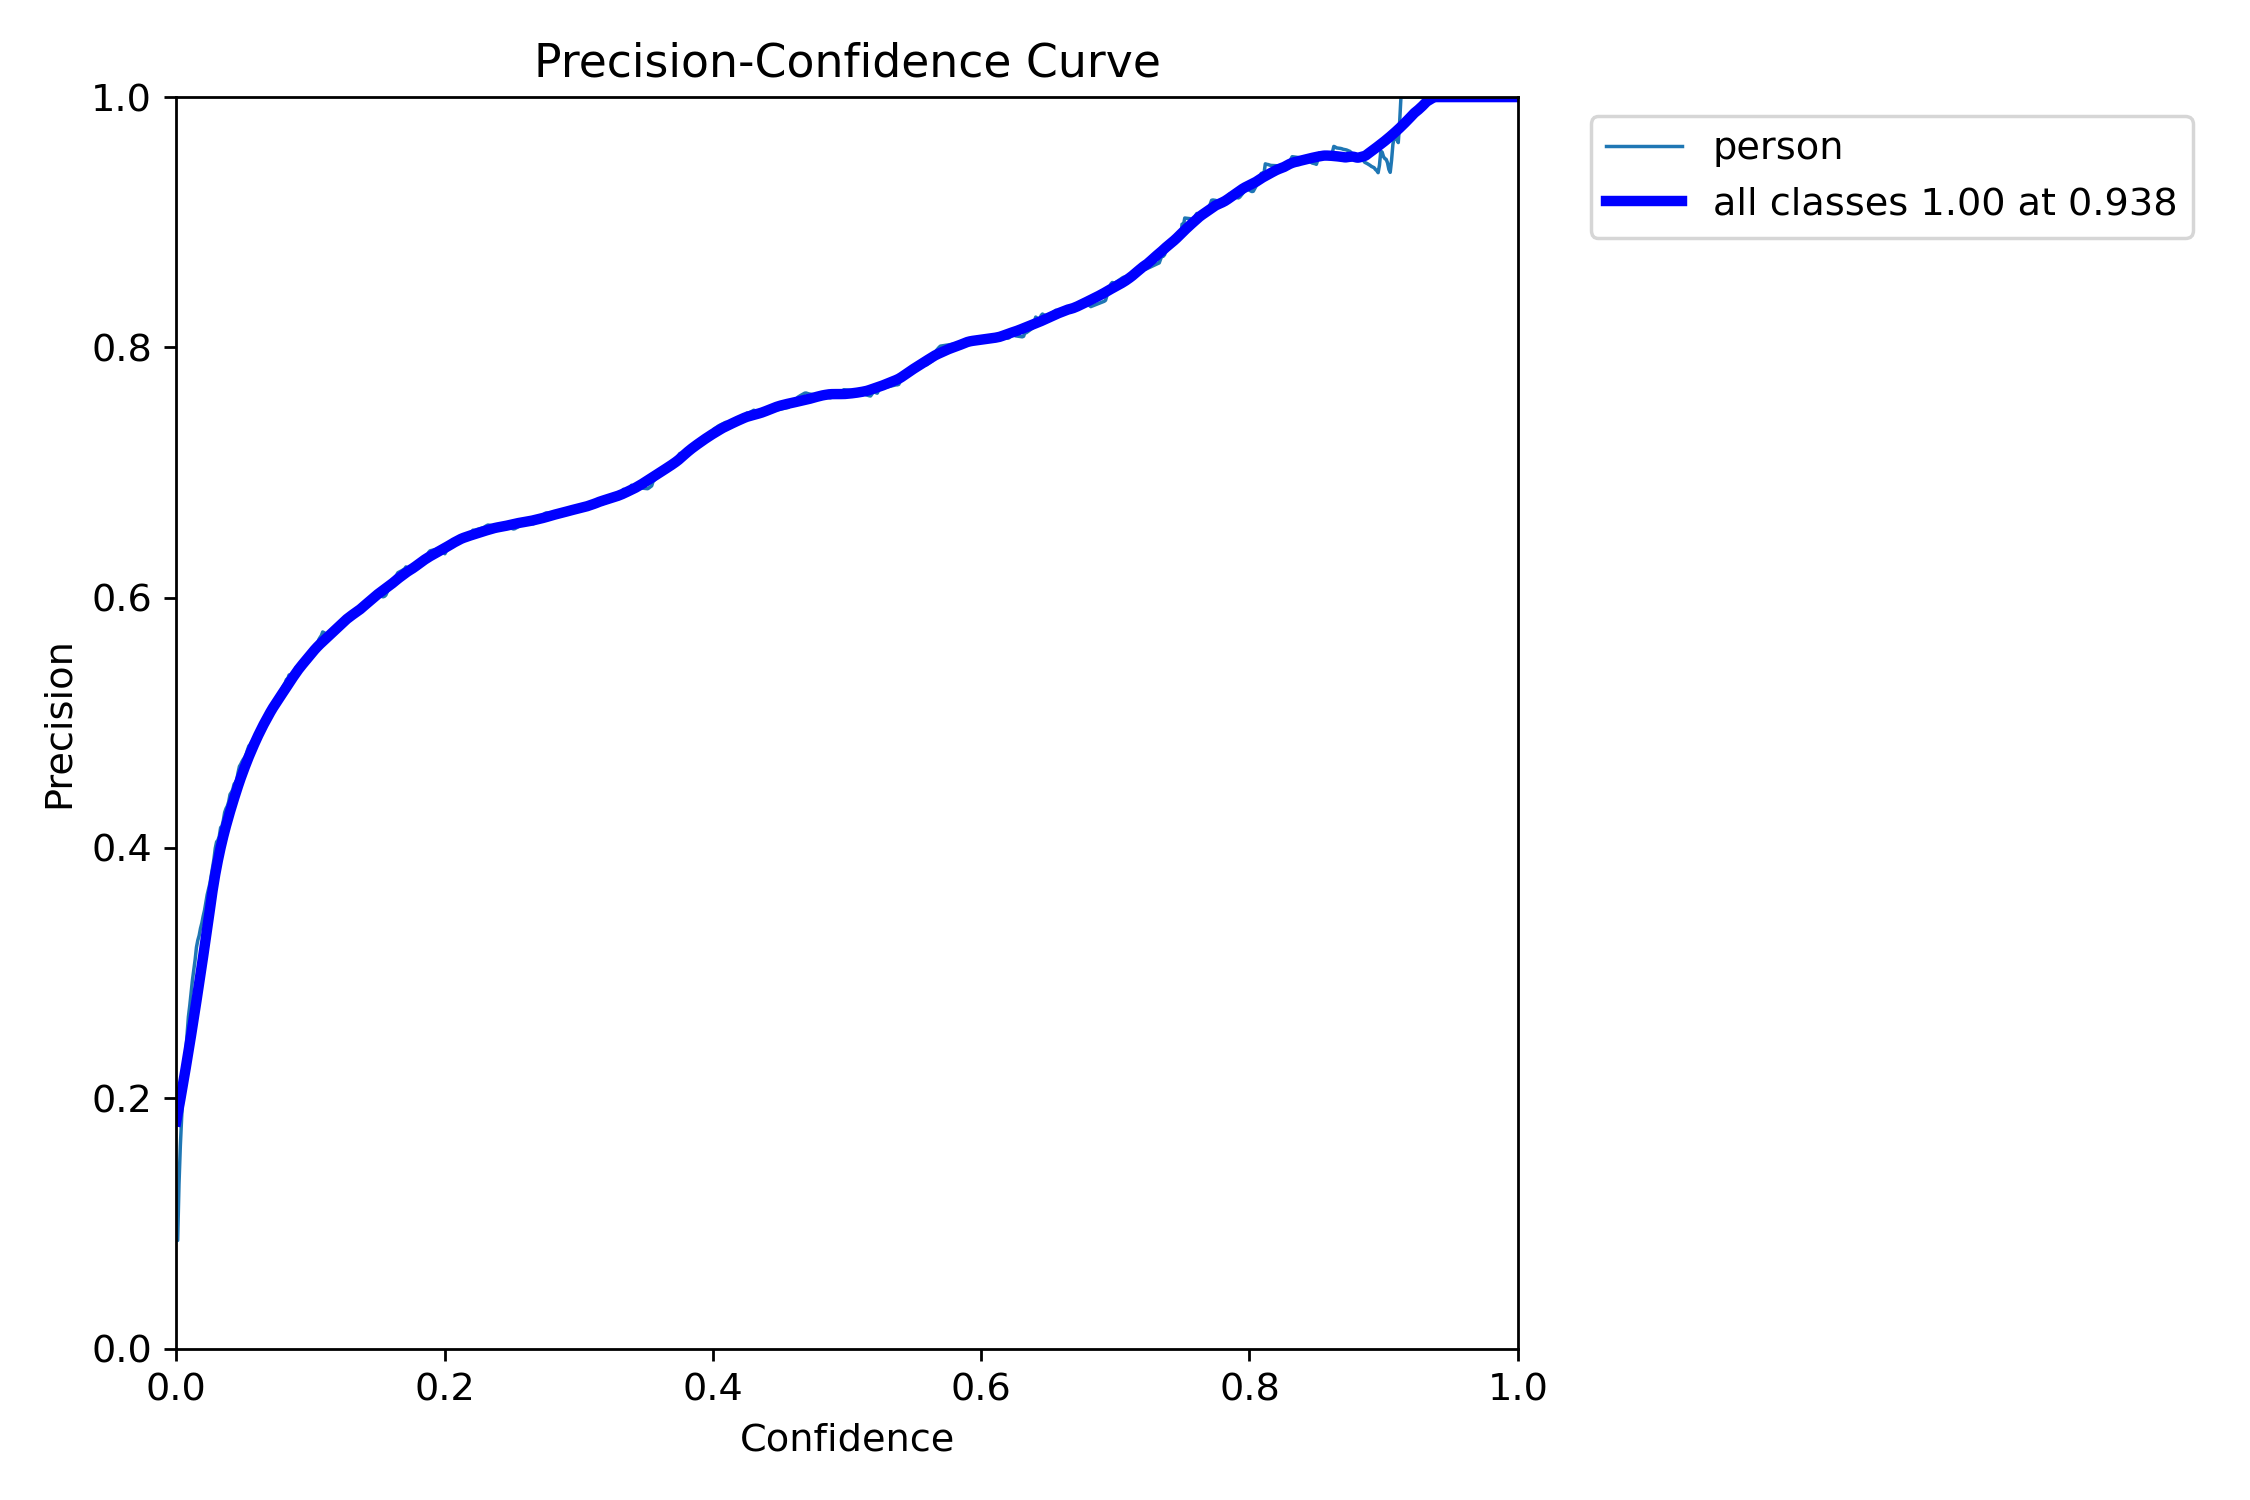 Precision-Confidence Curve
1.0
0.8
0.6
0.4
0.2
0.0
Precision
0.0 0.2 0.4 0.6 0.8 1.0
Confidence
person
all classes 1.00 at 0.938